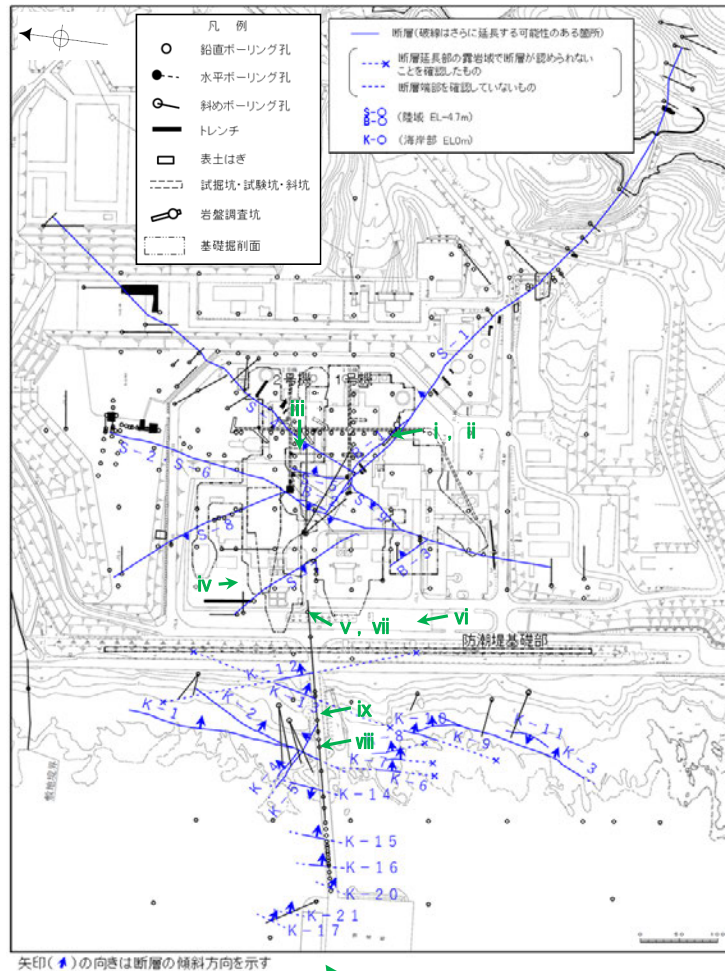 凡 例
鉛直ボーリング孔
水平ボーリング孔
斜めボーリング孔
トレンチ
表土はぎ
試掘坑・試験坑・斜坑
岩盤調査坑
基礎掘削面
断層(破線はさらに延長する可能性のある箇所)
断層延長部の露岩域で断層が認められない
ことを確認したもの
断層端部を確認していないもの
S-○
B-○
(陸域 EL-4.7m)
K-○
(海岸部 EL0m)
S-1
2号機
1号機
iii
i , ii
S-2・S-6
S-8
B-3
iv
v , vii
vi
防潮堤基礎部
K-12
K-2
K-1
ix
viii
K-10
K-11
K-9
K-3
K-7
K-6
K-5
K-14
K-15
K-16
K-20
K-21
K-17
矢印( )の向きは断層の傾斜方向を示す